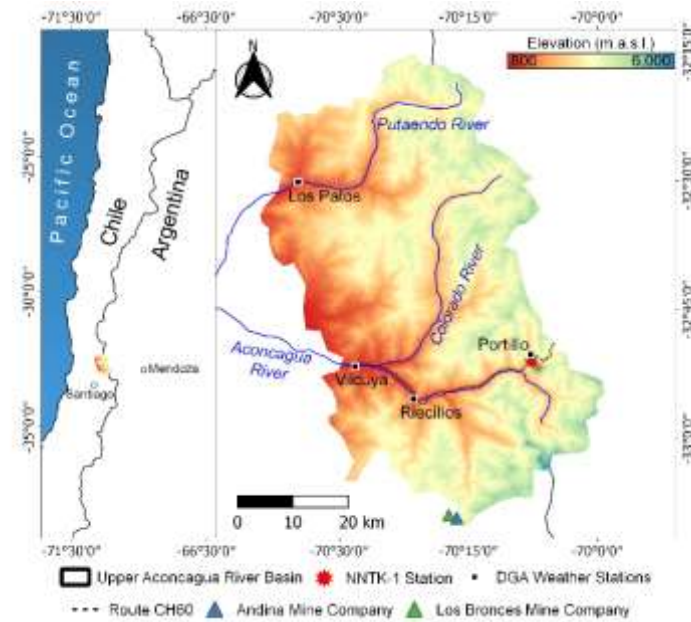 -71°30'0" -66°30'0" -70°30'0" -70°15'0" -70°0'0"
N
Elevation (m.a.s.l.)
800 6,000
Pacific Ocean
Chile
Argentina
-25°0'0"
-30°0'0"
-35°0'0"
Mendoza
Santiago
Putaendo River
Los Patos
Colorado River
Aconcagua
River
Vilcuya
Portillo
Riecillos
0 10 20 km
-71°30'0" -66°30'0" -70°30'0" -70°15'0" -70°0'0"
Upper Aconcagua River Basin NNTK-1 Station DGA Weather Stations
Route CH60 Andina Mine Company Los Bronces Mine Company